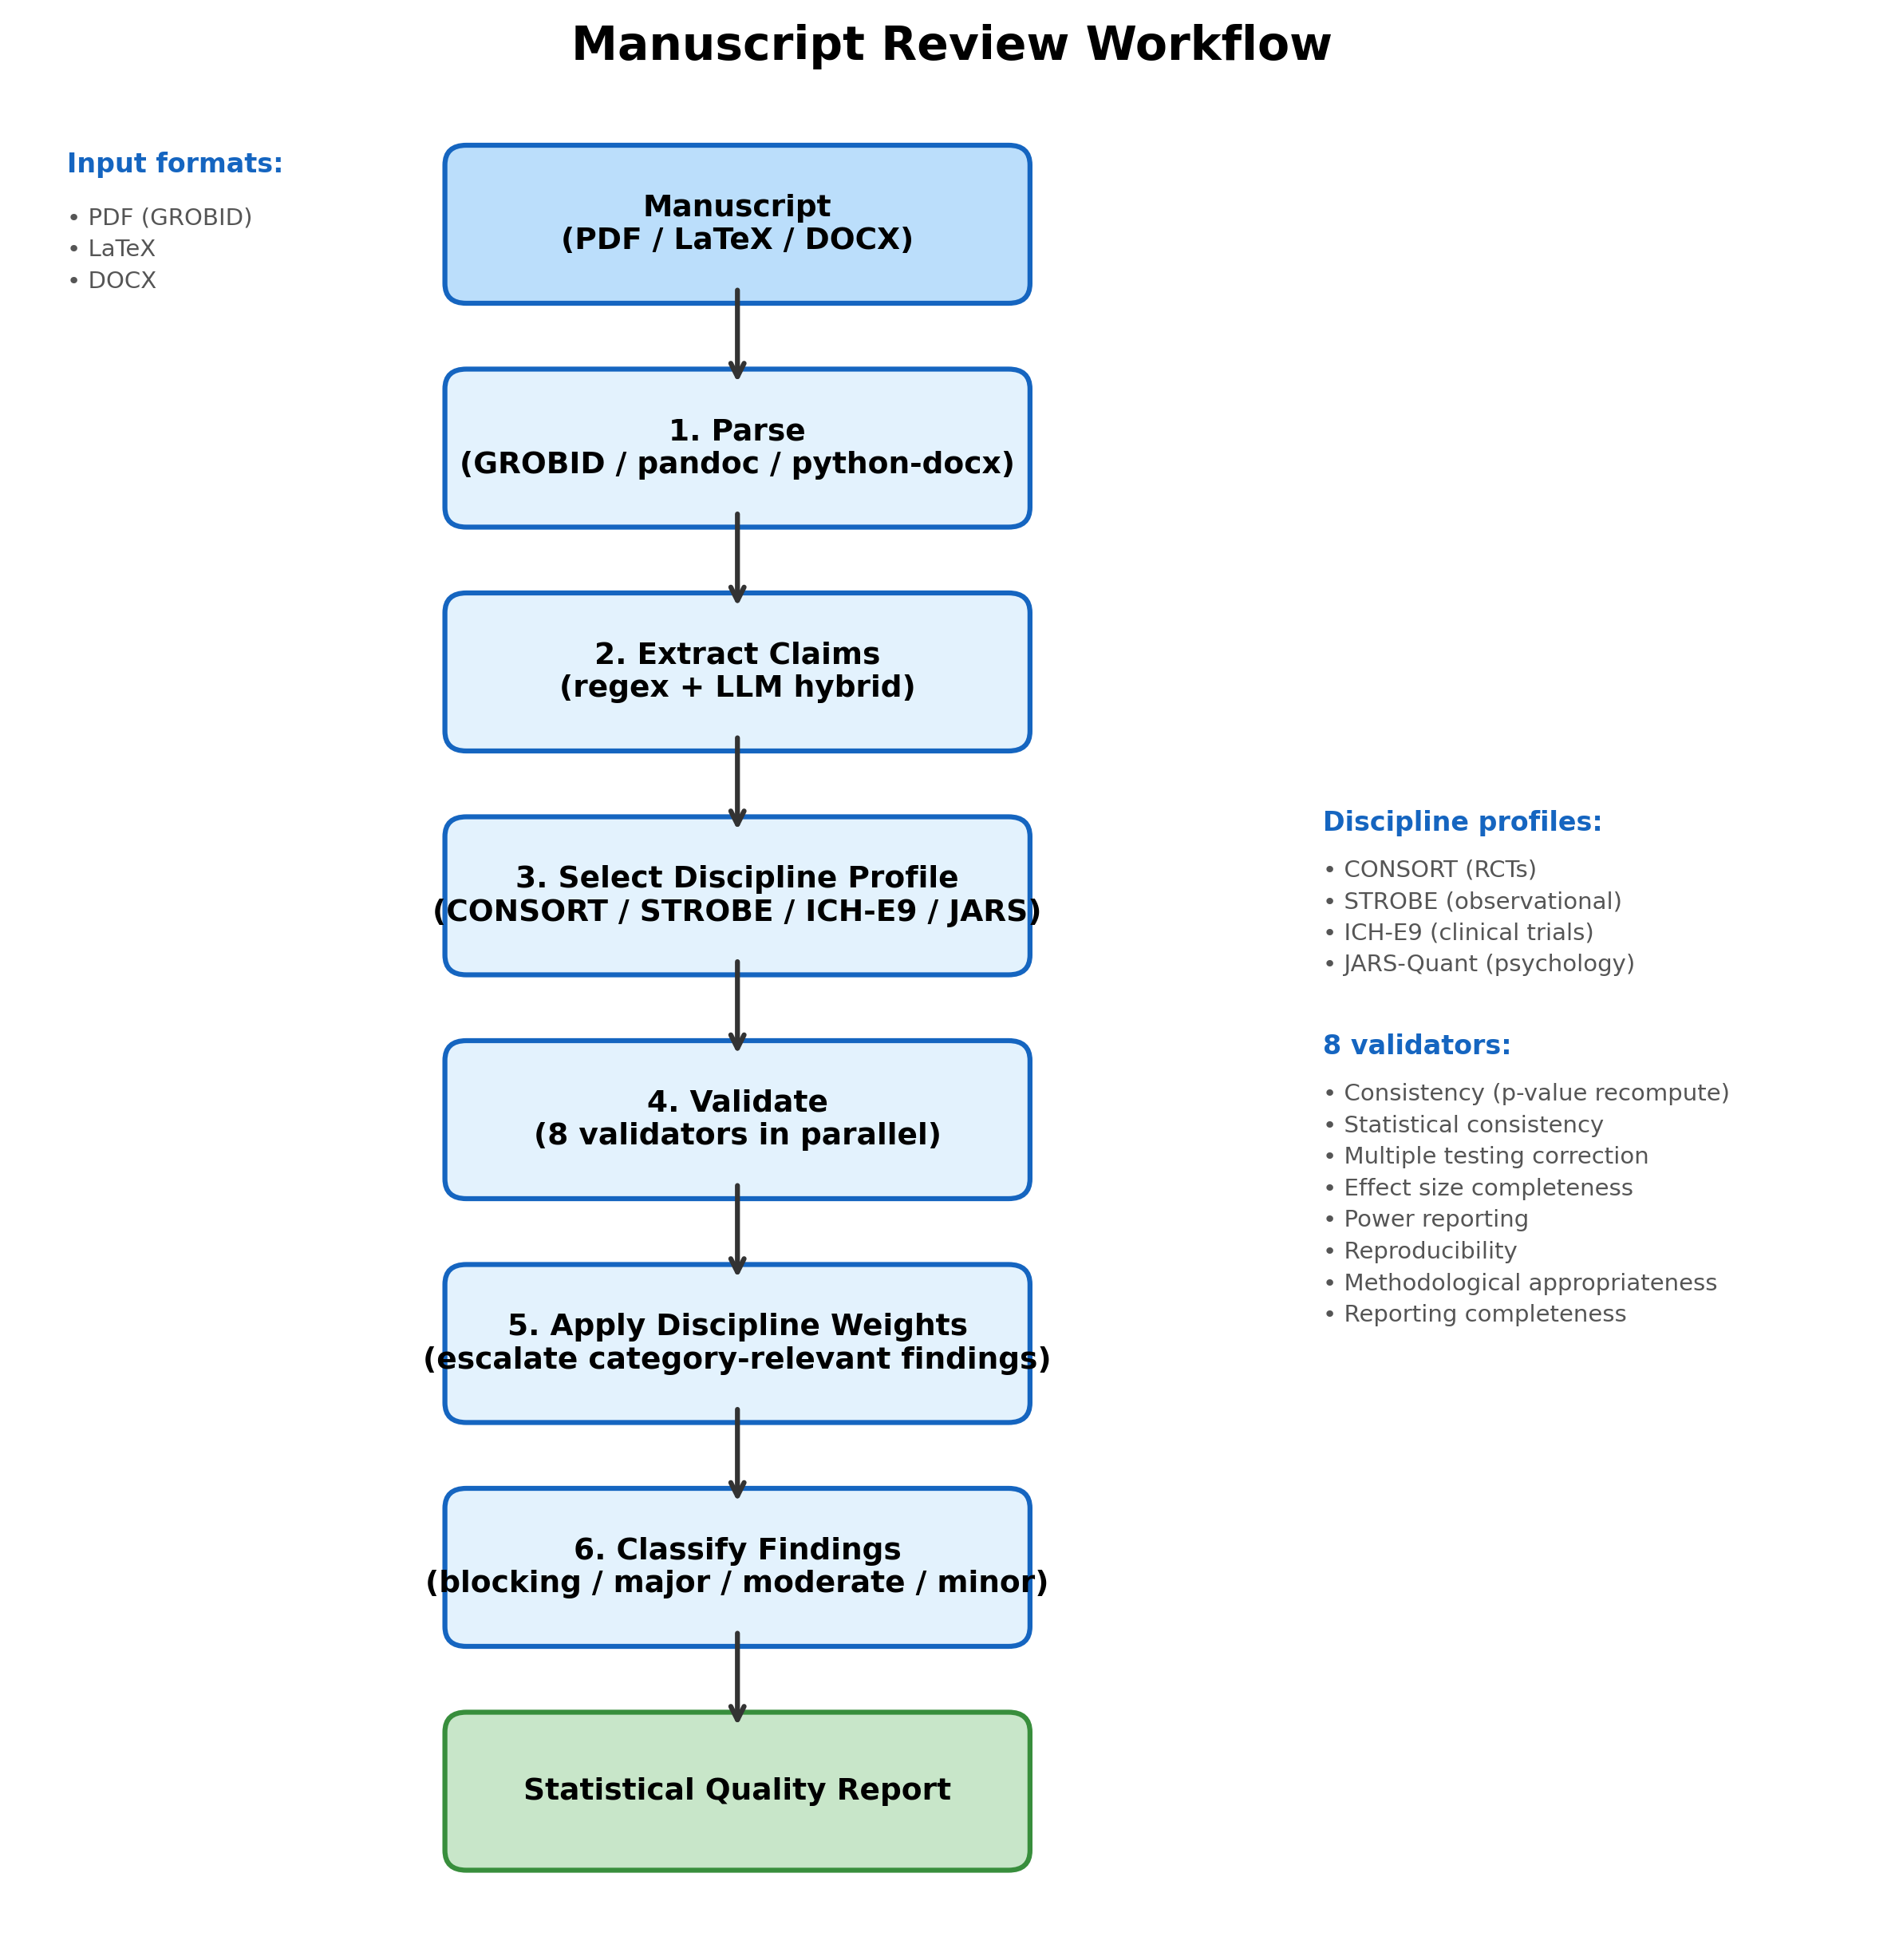 Manuscript Review Workflow
Input formats:
• PDF (GROBID)
• LaTeX
• DOCX
Manuscript
(PDF / LaTeX / DOCX)
1. Parse
(GROBID / pandoc / python-docx)
2. Extract Claims
(regex + LLM hybrid)
3. Select Discipline Profile
(CONSORT / STROBE / ICH-E9 / JARS)
Discipline profiles:
• CONSORT (RCTs)
• STROBE (observational)
• ICH-E9 (clinical trials)
• JARS-Quant (psychology)
4. Validate
(8 validators in parallel)
8 validators:
• Consistency (p-value recompute)
• Statistical consistency
• Multiple testing correction
• Effect size completeness
• Power reporting
• Reproducibility
• Methodological appropriateness
• Reporting completeness
5. Apply Discipline Weights
(escalate category-relevant findings)
6. Classify Findings
(blocking / major / moderate / minor)
Statistical Quality Report